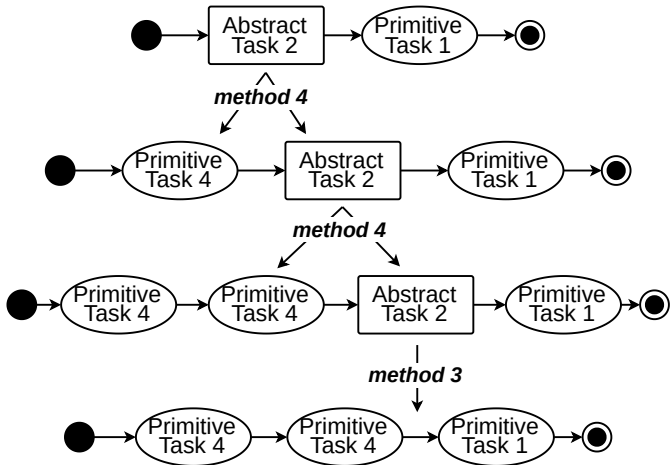 Abstract
Task 2
Primitive
Task 1
method 4
Primitive
Task 4
Abstract
Task 2
Primitive
Task 1
method 4
Primitive
Task 4
Primitive
Task 4
Abstract
Task 2
Primitive
Task 1
method 3
Primitive
Task 4
Primitive
Task 4
Primitive
Task 1